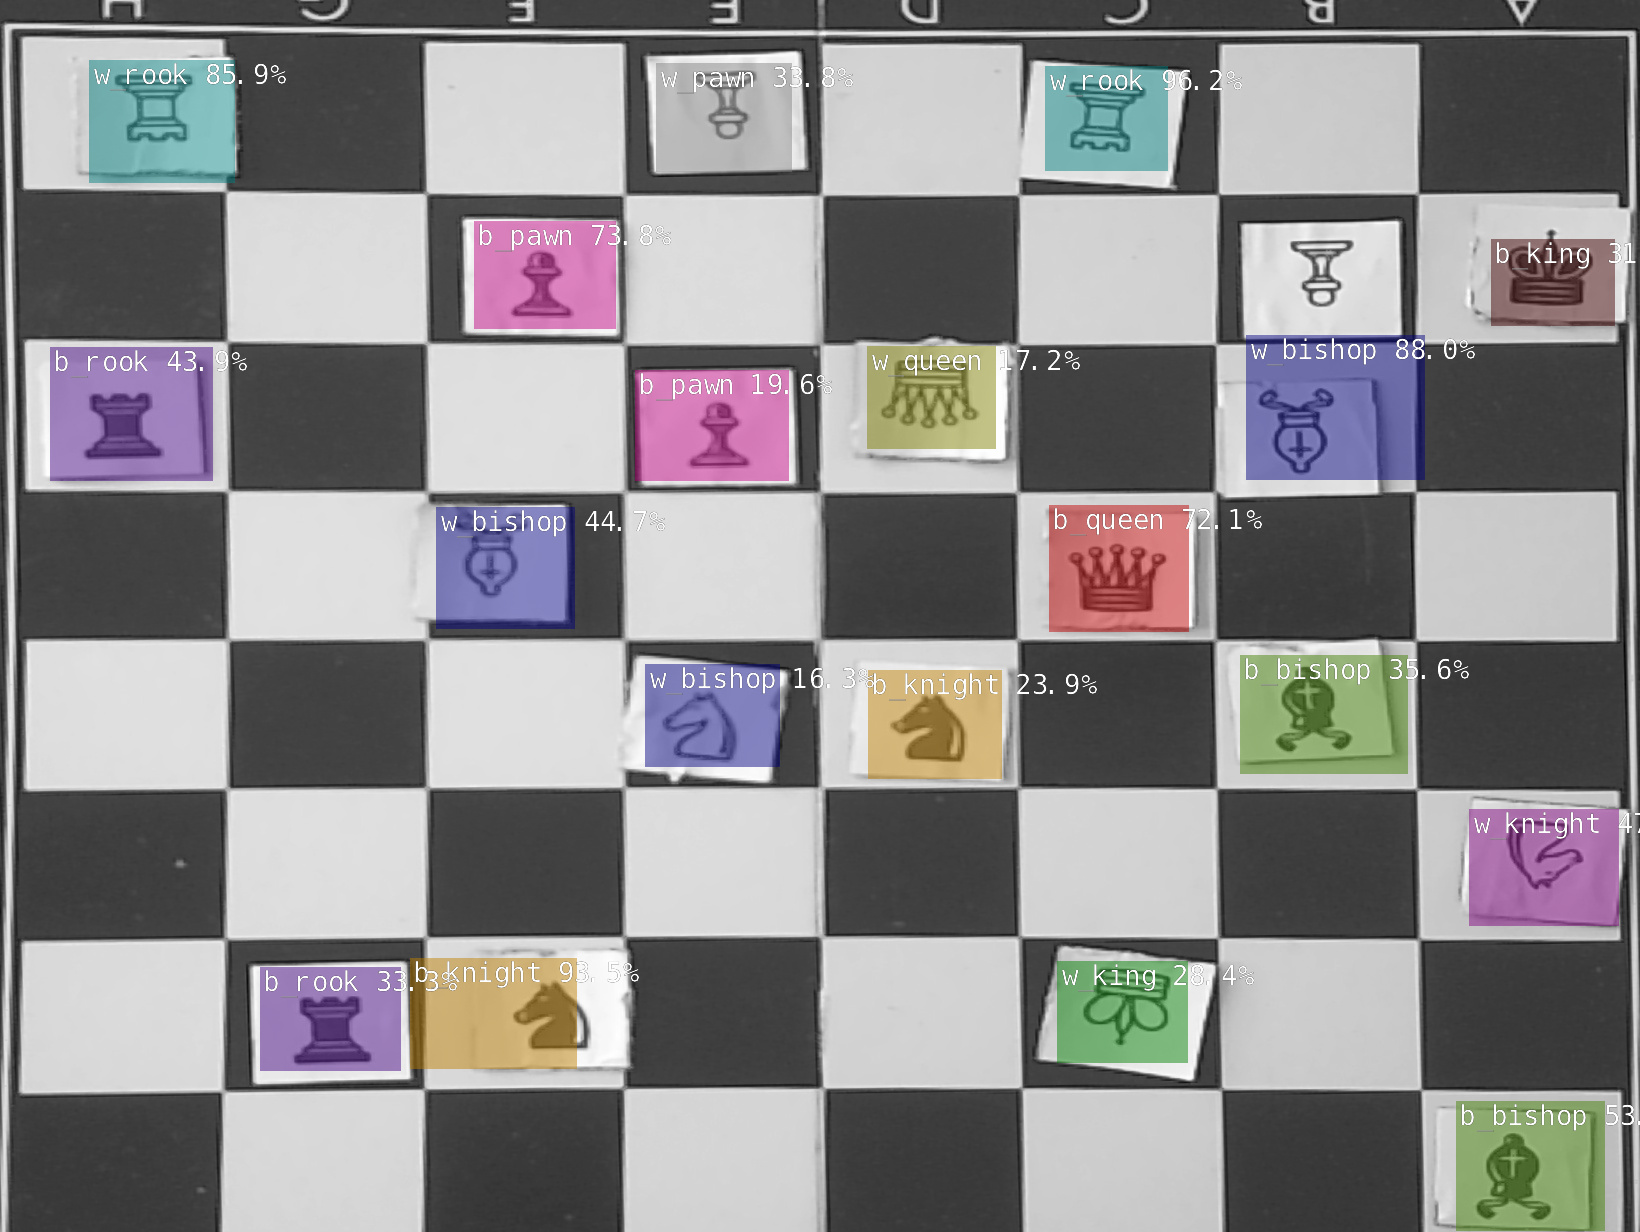 H G F E D C B A
w_rook 85.9%
w_pawn 33.8%
w_rook 96.2%
b_pawn 73.8%
b_king 31
b_rook 43.9%
b_pawn 19.6%
w_queen 17.2%
w_bishop 88.0%
w_bishop 44.7%
b_queen 72.1%
w_bishop 16.3%
b_knight 23.9%
b_bishop 35.6%
w_knight 47
b_rook 33.3%
b_knight 93.5%
w_king 28.4%
b_bishop 53.